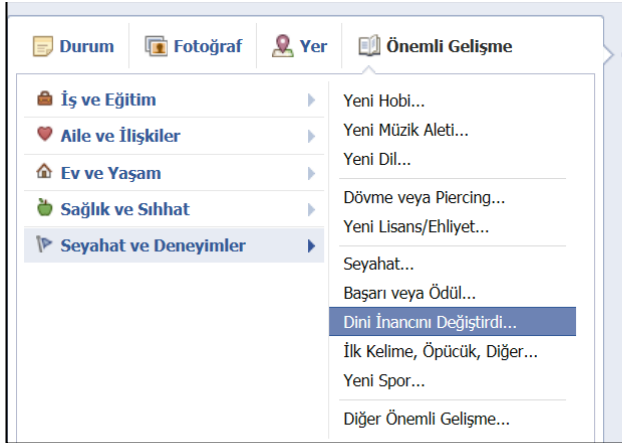 Durum Fotoğraf Yer Önemli Gelişme
İş ve Eğitim
Aile ve İlişkiler
Ev ve Yaşam
Sağlık ve Sıhhat
Seyahat ve Deneyimler
Yeni Hobi...
Yeni Müzik Aleti...
Yeni Dil...
Dövme veya Piercing...
Yeni Lisans/Ehliyet...
Seyahat...
Başarı veya Ödül...
Dini İnancını Değiştirdi...
İlk Kelime, Öpücük, Diğer...
Yeni Spor...
Diğer Önemli Gelişme...